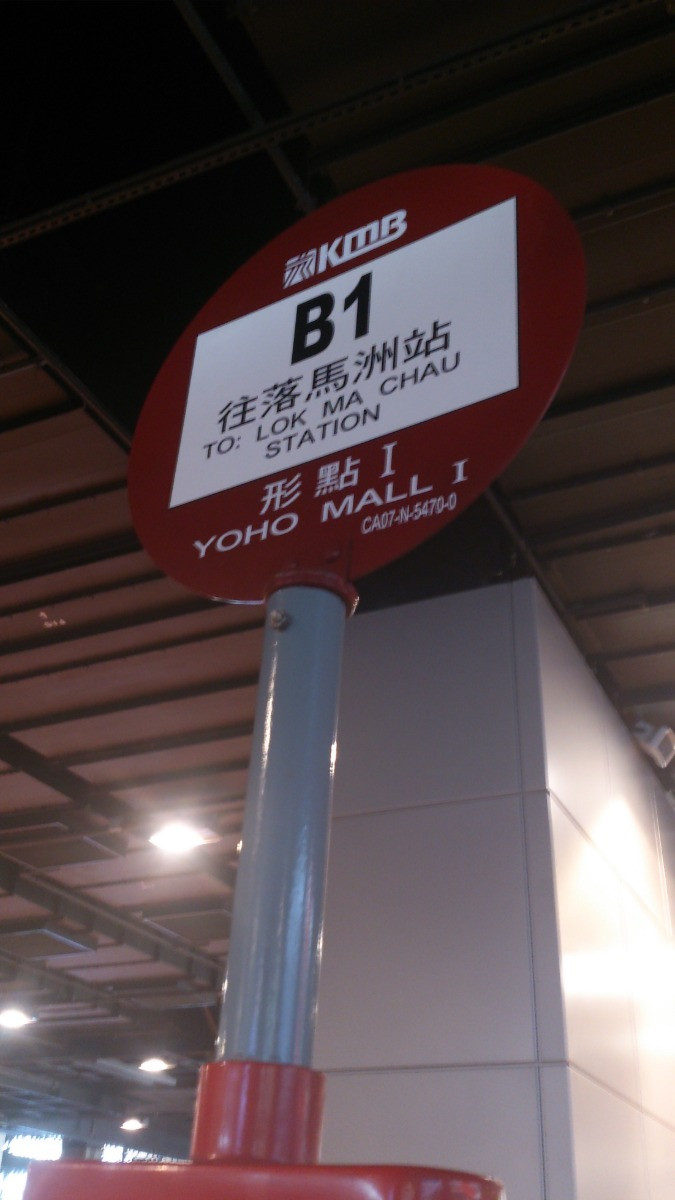 KMB
B1
往落馬洲站
TO: LOK MA CHAU
STATION
形點 I
YOHO MALL I
CA07-N-5470-0